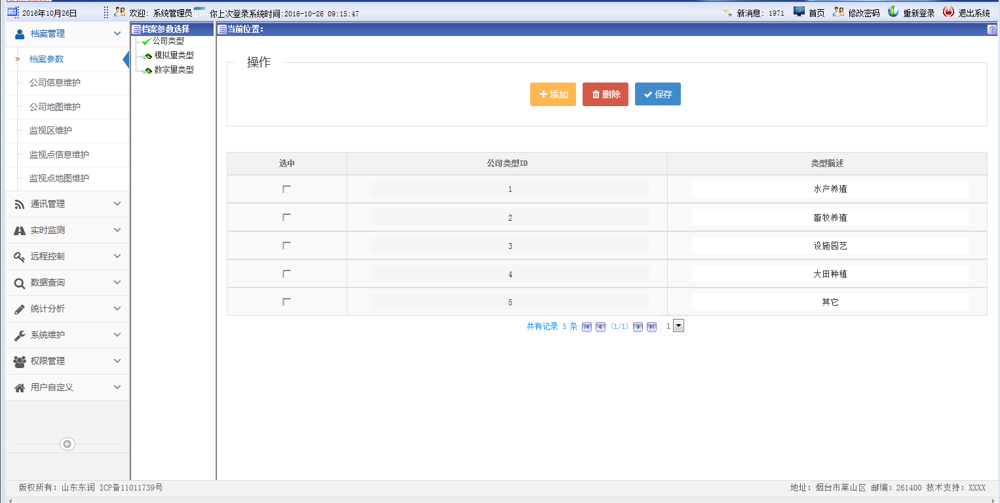 2016年10月26日 欢迎: 系统管理员 你上次登录系统时间:2016-10-26 09:15:47 新消息: 1971 首页 修改密码 重新登录 退出系统
档案管理
档案参数
公司信息维护
公司地图维护
监视区维护
监视点信息维护
监视点地图维护
通讯管理
实时监测
远程控制
数据查询
统计分析
系统维护
权限管理
用户自定义
档案参数选择
公司类型
模拟量类型
数字量类型
当前位置:
操作
添加 删除 保存
选中 公司类型ID 类型描述
1 水产养殖
2 畜牧养殖
3 设施园艺
4 大田种植
5 其它
共有记录 5 条 (1/1) 1
版权所有: 山东东润 ICP备11011739号 地址: 烟台市莱山区 邮编: 261400 技术支持: XXXX